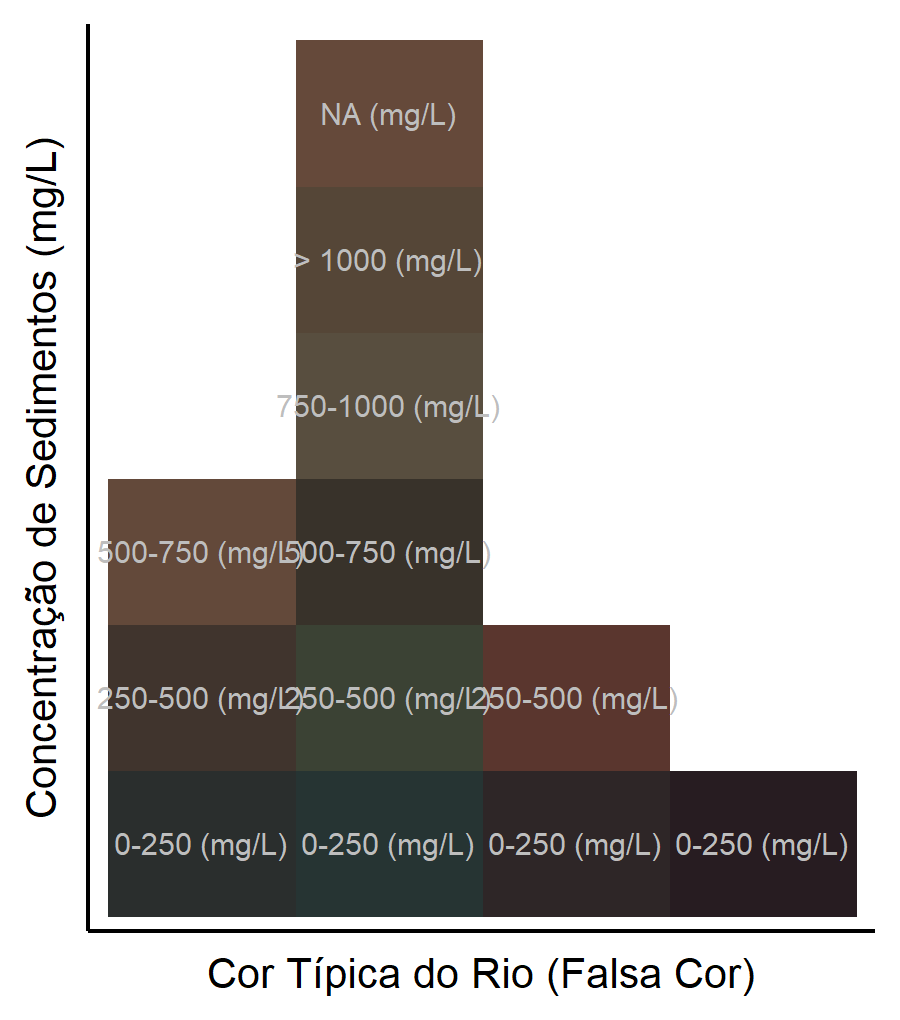 NA (mg/L)
> 1000 (mg/L)
750-1000 (mg/L)
500-750 (mg/L)
500-750 (mg/L)
250-500 (mg/L)
250-500 (mg/L)
250-500 (mg/L)
0-250 (mg/L)
0-250 (mg/L)
0-250 (mg/L)
0-250 (mg/L)
Concentração de Sedimentos (mg/L)
Cor Típica do Rio (Falsa Cor)